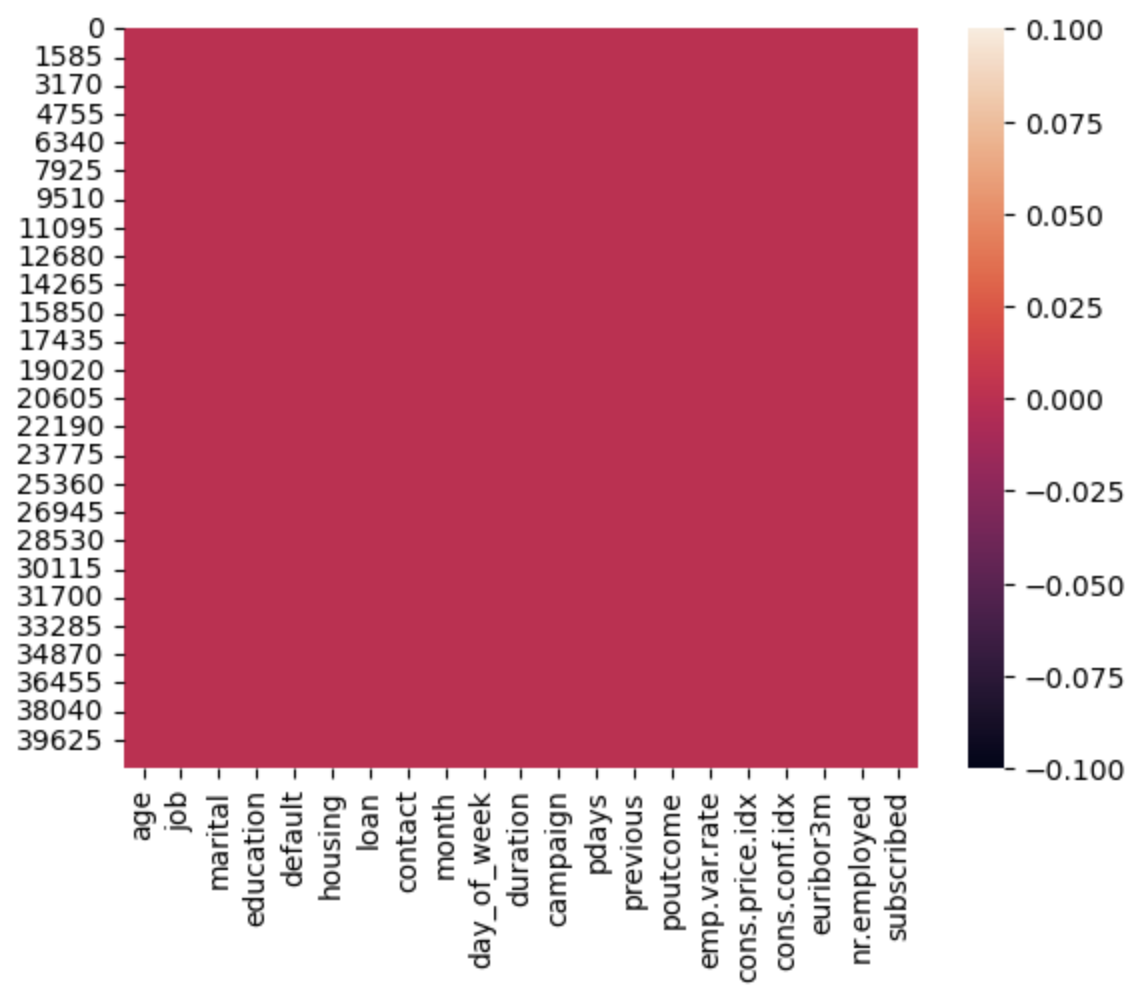 0
1585
3170
4755
6340
7925
9510
11095
12680
14265
15850
17435
19020
20605
22190
23775
25360
26945
28530
30115
31700
33285
34870
36455
38040
39625
age
job
marital
education
default
housing
loan
contact
month
day_of_week
duration
campaign
pdays
previous
poutcome
emp.var.rate
cons.price.idx
cons.conf.idx
euribor3m
nr.employed
subscribed
0.100
0.075
0.050
0.025
0.000
−0.025
−0.050
−0.075
−0.100